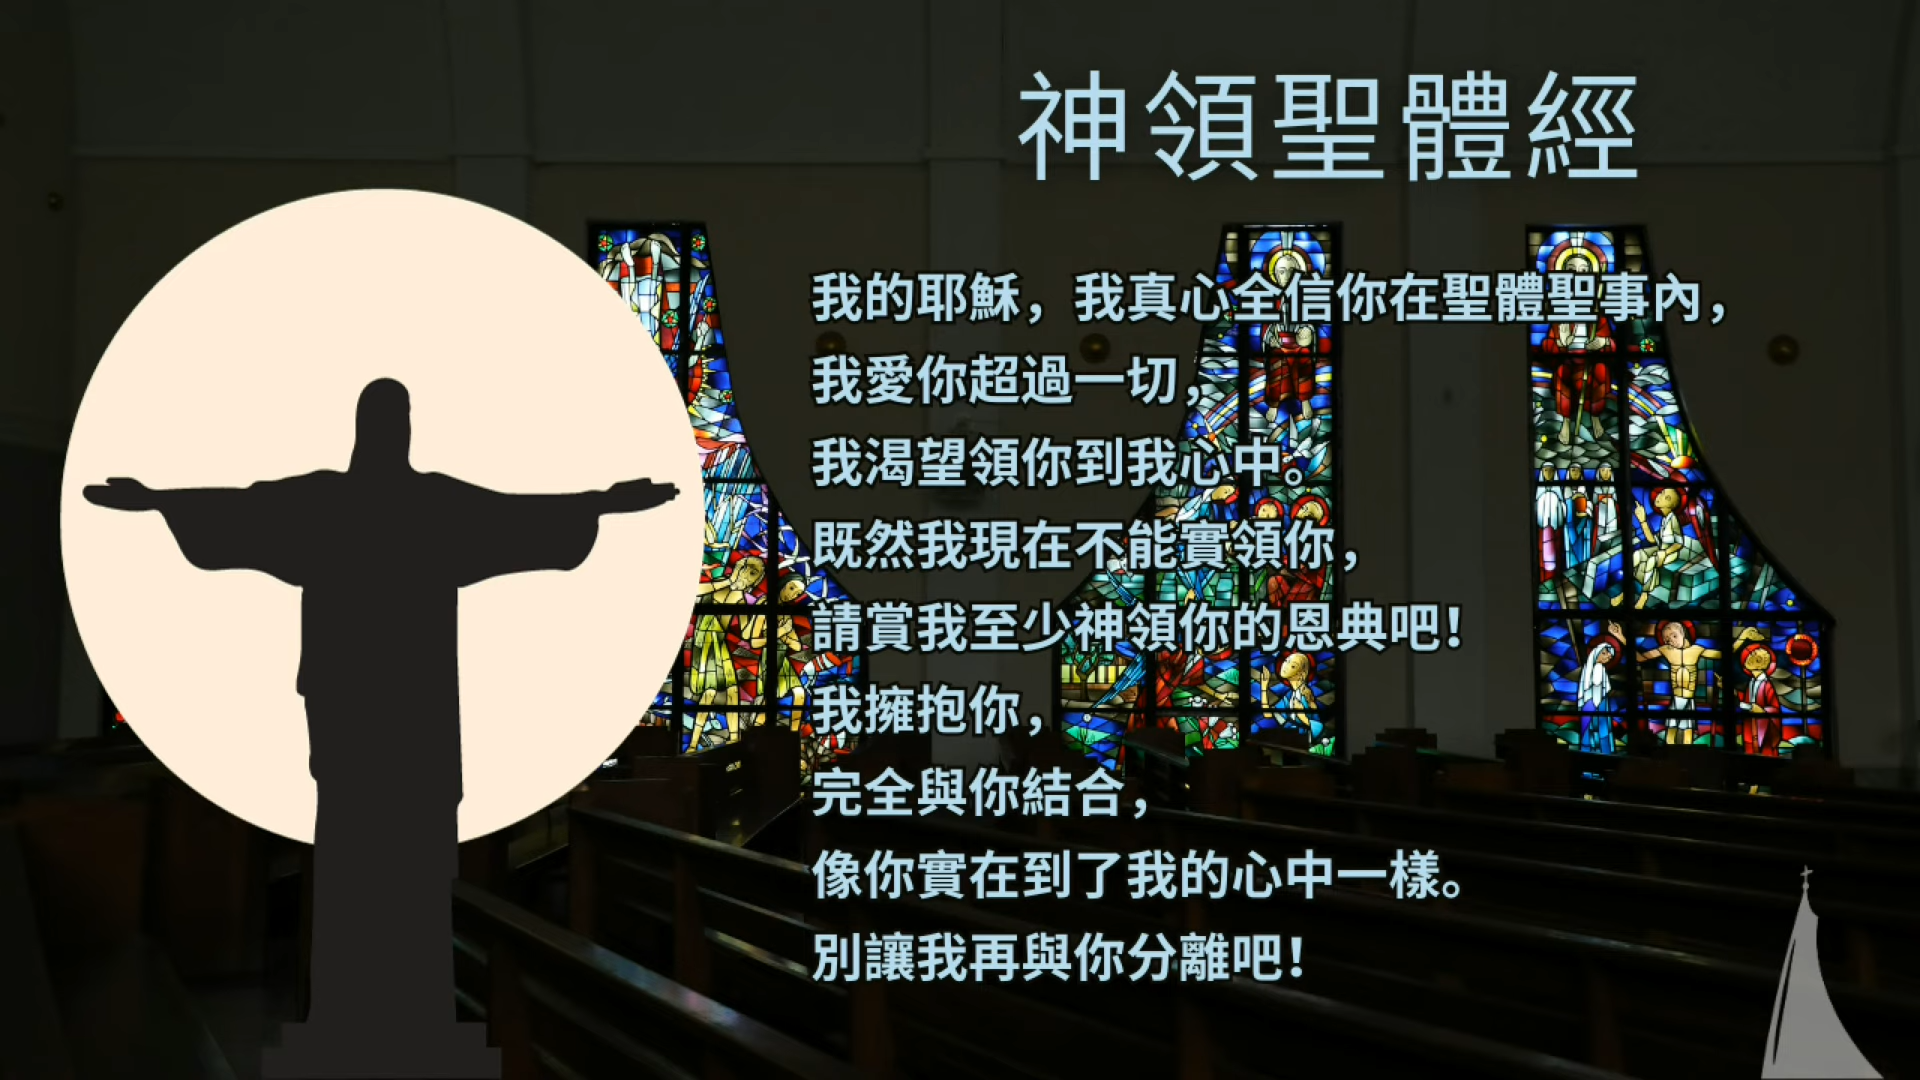 神領聖體經
我的耶穌，我真心全信你在聖體聖事內，
我愛你超過一切，
我渴望領你到我心中。
既然我現在不能實領你，
請賞我至少神領你的恩典吧！
我擁抱你，
完全與你結合，
像你實在到了我的心中一樣。
別讓我再與你分離吧！